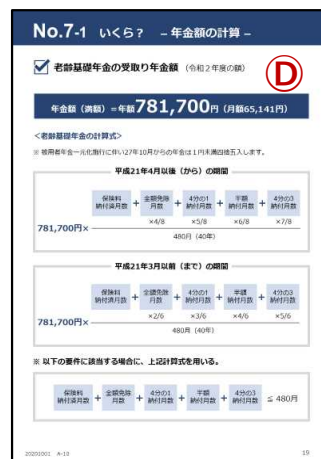 No.7-1 いくら? －年金額の計算－
老齢基礎年金の受取り年金額 (令和2年度の額)
D
年金額（満額）＝年額781,700円（月額65,141円）
＜老齢基礎年金の計算式＞
※ 被用者年金一元化施行に伴い27年10月からの年金は1円未満四捨五入します。
平成21年4月以後（から）の期間
保険料納付済月数 ＋ 全額免除月数 ＋ 4分の1納付月数 ＋ 半額納付月数 ＋ 4分の3納付月数
×4/8 ×5/8 ×6/8 ×7/8
781,700円×
480月（40年）
平成21年3月以前（まで）の期間
保険料納付済月数 ＋ 全額免除月数 ＋ 4分の1納付月数 ＋ 半額納付月数 ＋ 4分の3納付月数
×2/6 ×3/6 ×4/6 ×5/6
781,700円×
480月（40年）
※ 以下の要件に該当する場合に、上記計算式を用いる。
保険料納付済月数 ＋ 全額免除月数 ＋ 4分の1納付月数 ＋ 半額納付月数 ＋ 4分の3納付月数 ≦ 480月
20201001 A-10
19